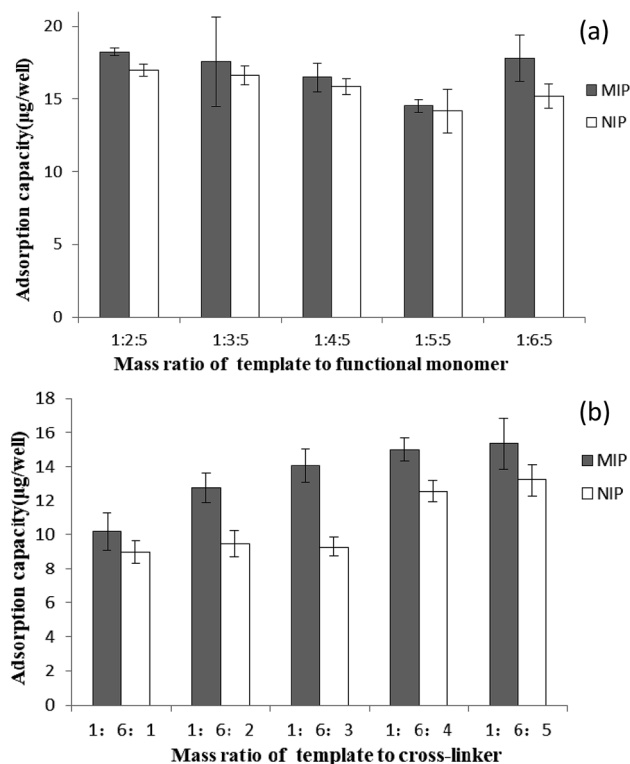 (a)
20
15
10
5
0
Adsorption capacity(μg/well)
MIP
NIP
1:2:5 1:3:5 1:4:5 1:5:5 1:6:5
Mass ratio of template to functional monomer
(b)
18
16
14
12
10
8
6
4
2
0
Adsorption capacity(μg/well)
MIP
NIP
1: 6: 1 1: 6: 2 1: 6: 3 1: 6: 4 1: 6: 5
Mass ratio of template to cross-linker